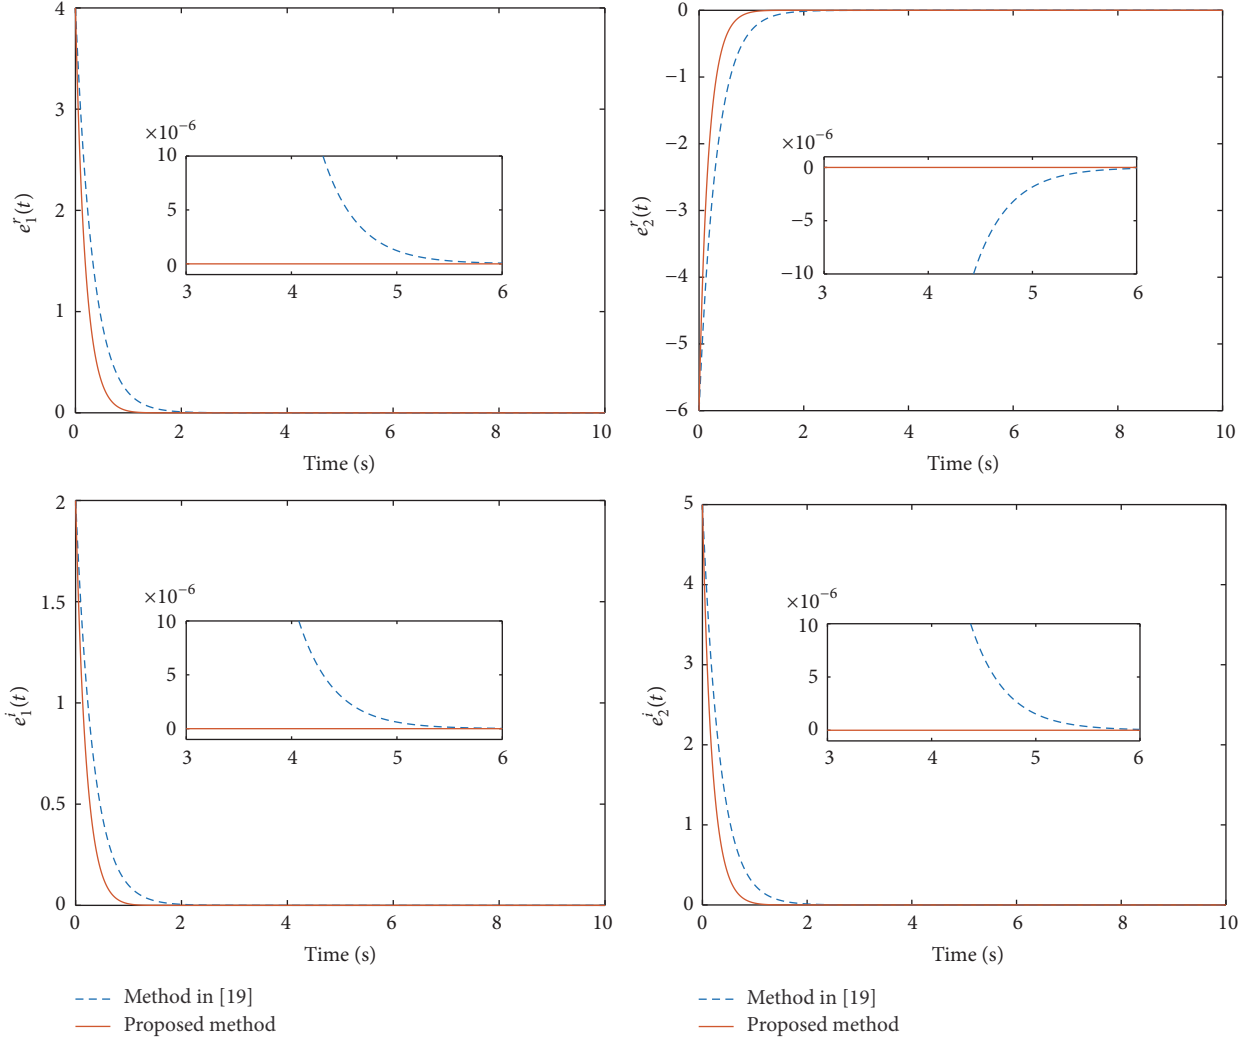 4
3
2
1
0
e₁ʳ(t)
×10⁻⁶
10
5
0
3 4 5 6
0 2 4 6 8 10
Time (s)
0
−1
−2
−3
−4
−5
−6
e₂ʳ(t)
×10⁻⁶
0
−5
−10
3 4 5 6
0 2 4 6 8 10
Time (s)
2
1.5
1
0.5
0
e₁ⁱ(t)
×10⁻⁶
10
5
0
3 4 5 6
0 2 4 6 8 10
Time (s)
5
4
3
2
1
0
e₂ⁱ(t)
×10⁻⁶
10
5
0
3 4 5 6
0 2 4 6 8 10
Time (s)
Method in [19]
Proposed method
Method in [19]
Proposed method